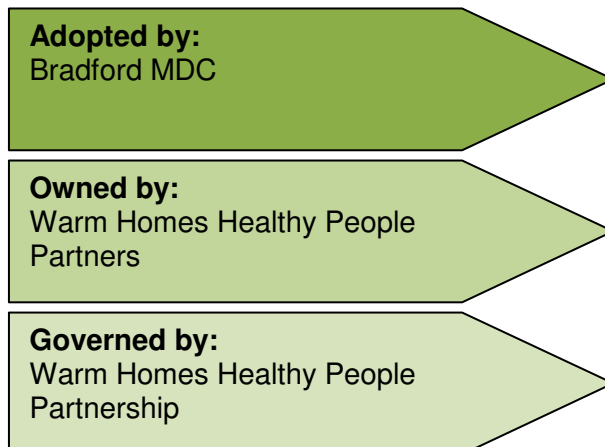 Adopted by:
Bradford MDC
Owned by:
Warm Homes Healthy People
Partners
Governed by:
Warm Homes Healthy People
Partnership